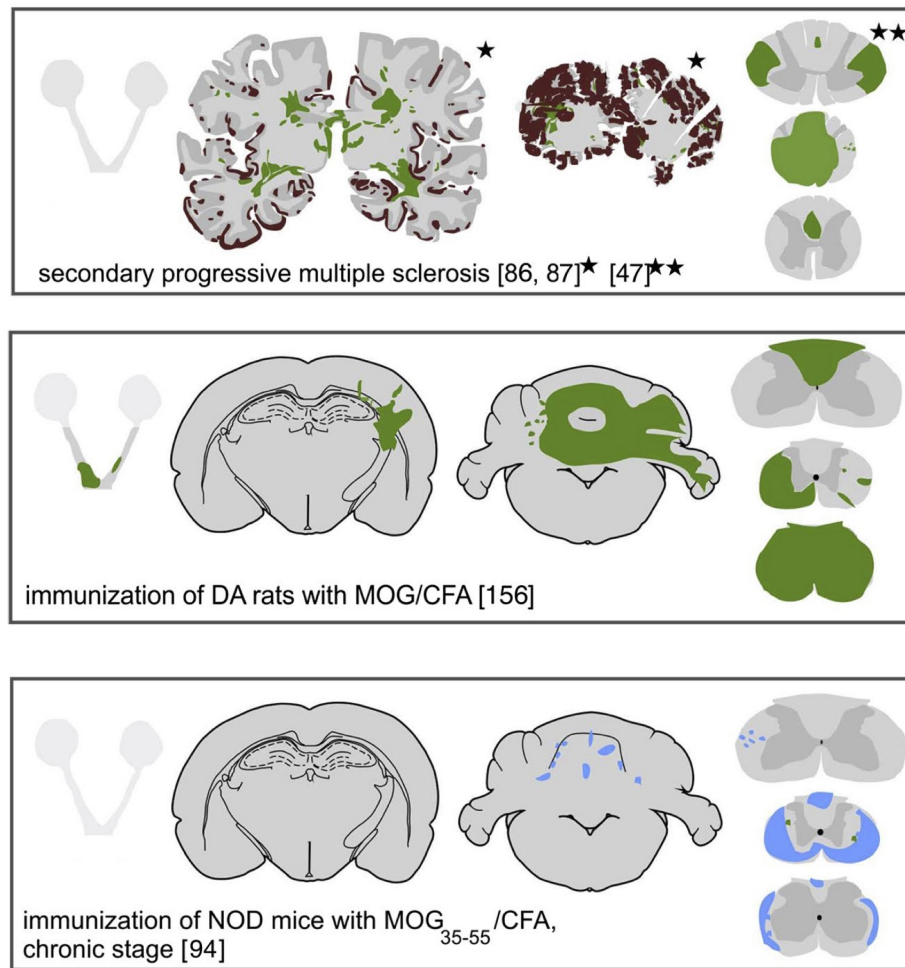 ★ ★ ★★
secondary progressive multiple sclerosis [86, 87]★ [47]★★
immunization of DA rats with MOG/CFA [156]
immunization of NOD mice with MOG35-55/CFA,
chronic stage [94]